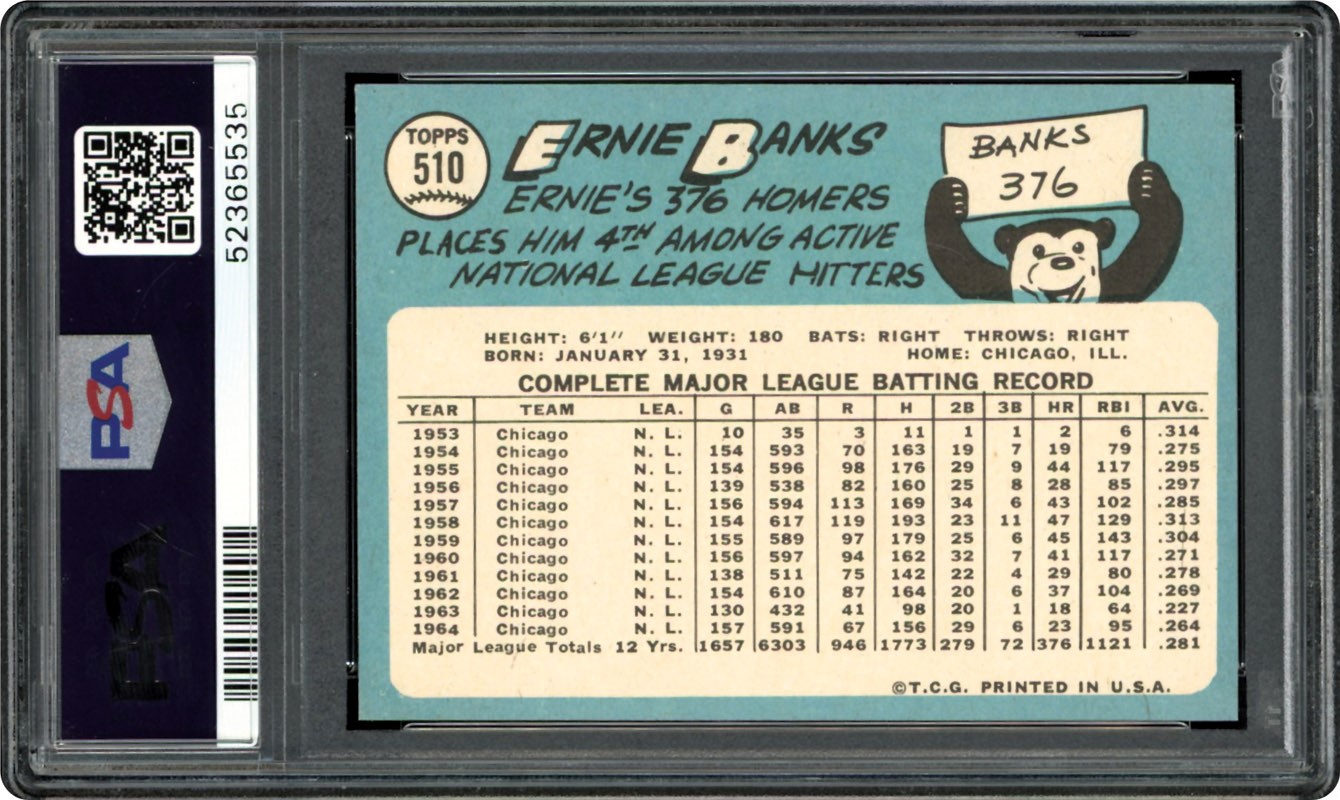 52365535
PSA
PSA
TOPPS
510
ERNIE BANKS
ERNIE'S 376 HOMERS
PLACES HIM 4TH AMONG ACTIVE
NATIONAL LEAGUE HITTERS
BANKS
376
HEIGHT: 6'1" WEIGHT: 180 BATS: RIGHT THROWS: RIGHT
BORN: JANUARY 31, 1931 HOME: CHICAGO, ILL.
COMPLETE MAJOR LEAGUE BATTING RECORD
YEAR TEAM LEA. G AB R H 2B 3B HR RBI AVG.
1953 Chicago N. L. 10 35 3 11 1 1 2 6 .314
1954 Chicago N. L. 154 593 70 163 19 7 19 79 .275
1955 Chicago N. L. 154 596 98 176 29 9 44 117 .295
1956 Chicago N. L. 139 538 82 160 25 8 28 85 .297
1957 Chicago N. L. 156 594 113 169 34 6 43 102 .285
1958 Chicago N. L. 154 617 119 193 23 11 47 129 .313
1959 Chicago N. L. 155 589 97 179 25 6 45 143 .304
1960 Chicago N. L. 156 597 94 162 32 7 41 117 .271
1961 Chicago N. L. 138 511 75 142 22 4 29 80 .278
1962 Chicago N. L. 154 610 87 164 20 6 37 104 .269
1963 Chicago N. L. 130 432 41 98 20 1 18 64 .227
1964 Chicago N. L. 157 591 67 156 29 6 23 95 .264
Major League Totals 12 Yrs. 1657 6303 946 1773 279 72 376 1121 .281
©T.C.G. PRINTED IN U.S.A.
PSA